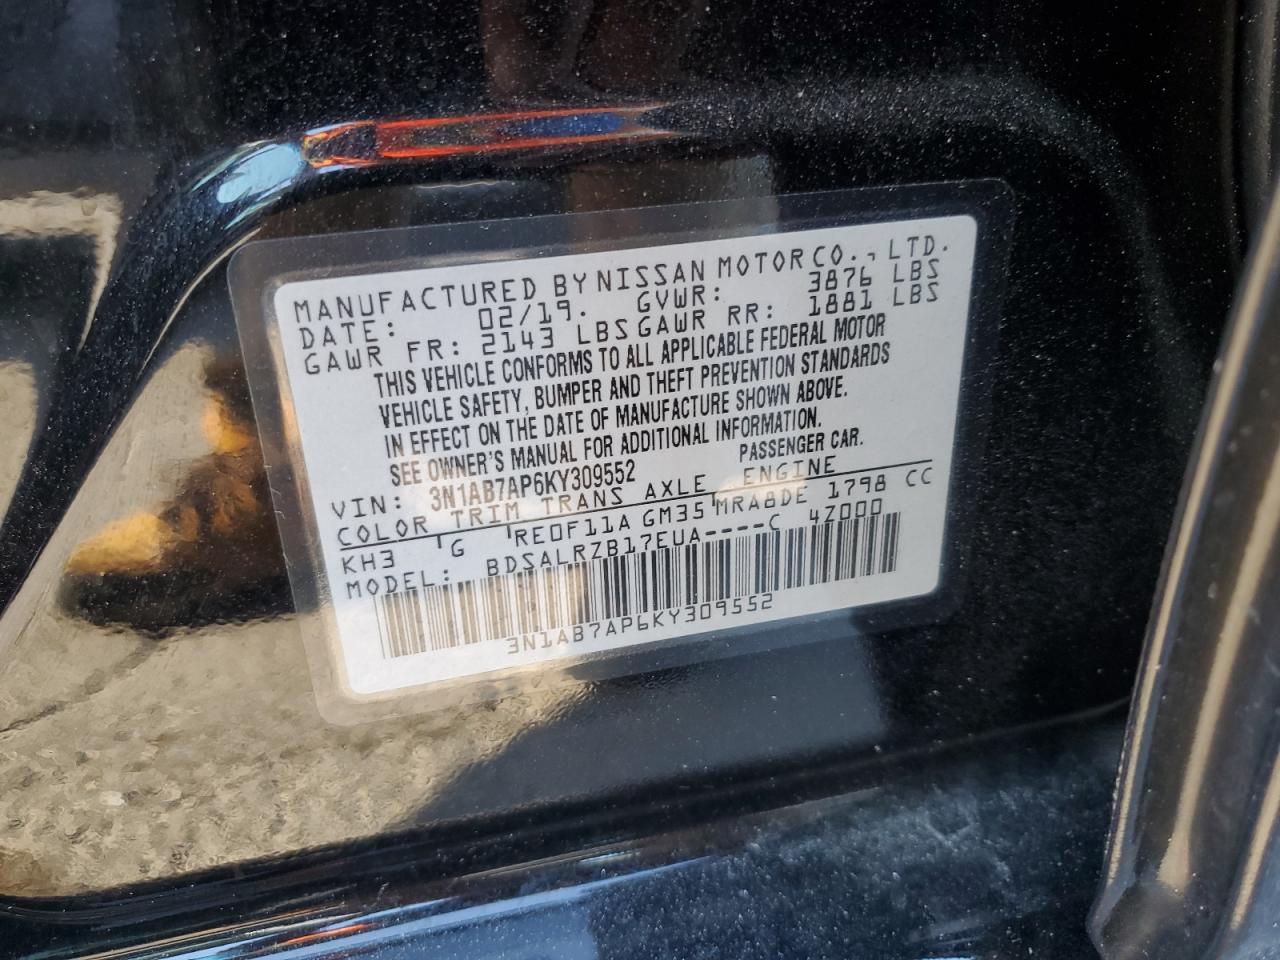 MANUFACTURED BY NISSAN MOTOR CO., LTD.
DATE: 02/19. GVWR: 3876 LBS
GAWR FR: 2143 LBS GAWR RR: 1881 LBS
THIS VEHICLE CONFORMS TO ALL APPLICABLE FEDERAL MOTOR
VEHICLE SAFETY, BUMPER AND THEFT PREVENTION STANDARDS
IN EFFECT ON THE DATE OF MANUFACTURE SHOWN ABOVE.
SEE OWNER'S MANUAL FOR ADDITIONAL INFORMATION.
VIN: 3N1AB7AP6KY309552 PASSENGER CAR.
COLOR TRIM TRANS AXLE ENGINE
KH3 G RE0F11A GM35 MRA8DE 1798 CC
MODEL: BDSALRZB17EUA----C 4Z000
3N1AB7AP6KY309552